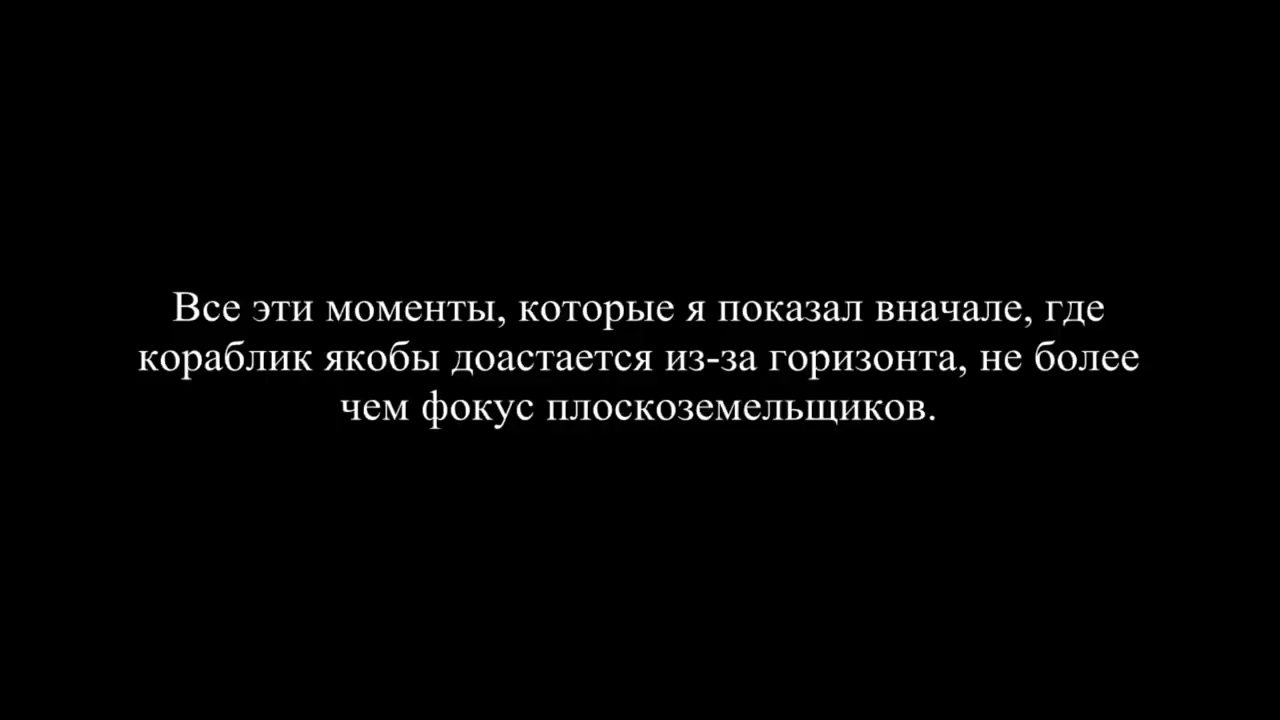 Все эти моменты, которые я показал вначале, где
кораблик якобы доастается из-за горизонта, не более
чем фокус плоскоземельщиков.